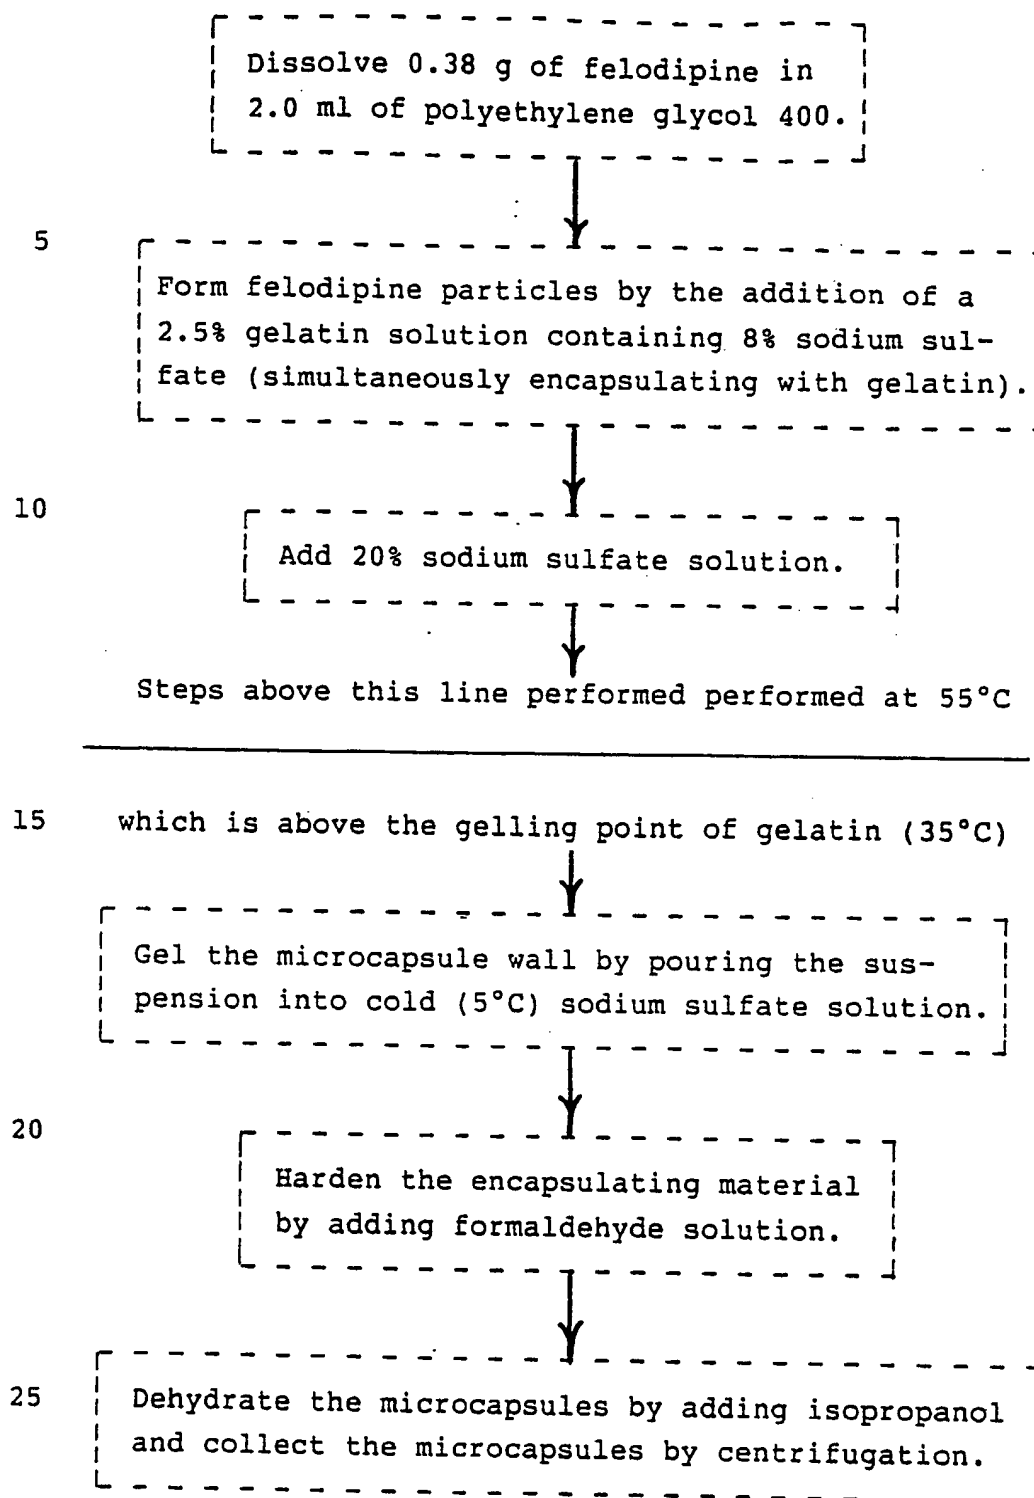 Dissolve 0.38 g of felodipine in
2.0 ml of polyethylene glycol 400.
5
Form felodipine particles by the addition of a
2.5% gelatin solution containing 8% sodium sul-
fate (simultaneously encapsulating with gelatin).
10
Add 20% sodium sulfate solution.
Steps above this line performed performed at 55°C
15 which is above the gelling point of gelatin (35°C)
Gel the microcapsule wall by pouring the sus-
pension into cold (5°C) sodium sulfate solution.
20
Harden the encapsulating material
by adding formaldehyde solution.
25 Dehydrate the microcapsules by adding isopropanol
and collect the microcapsules by centrifugation.